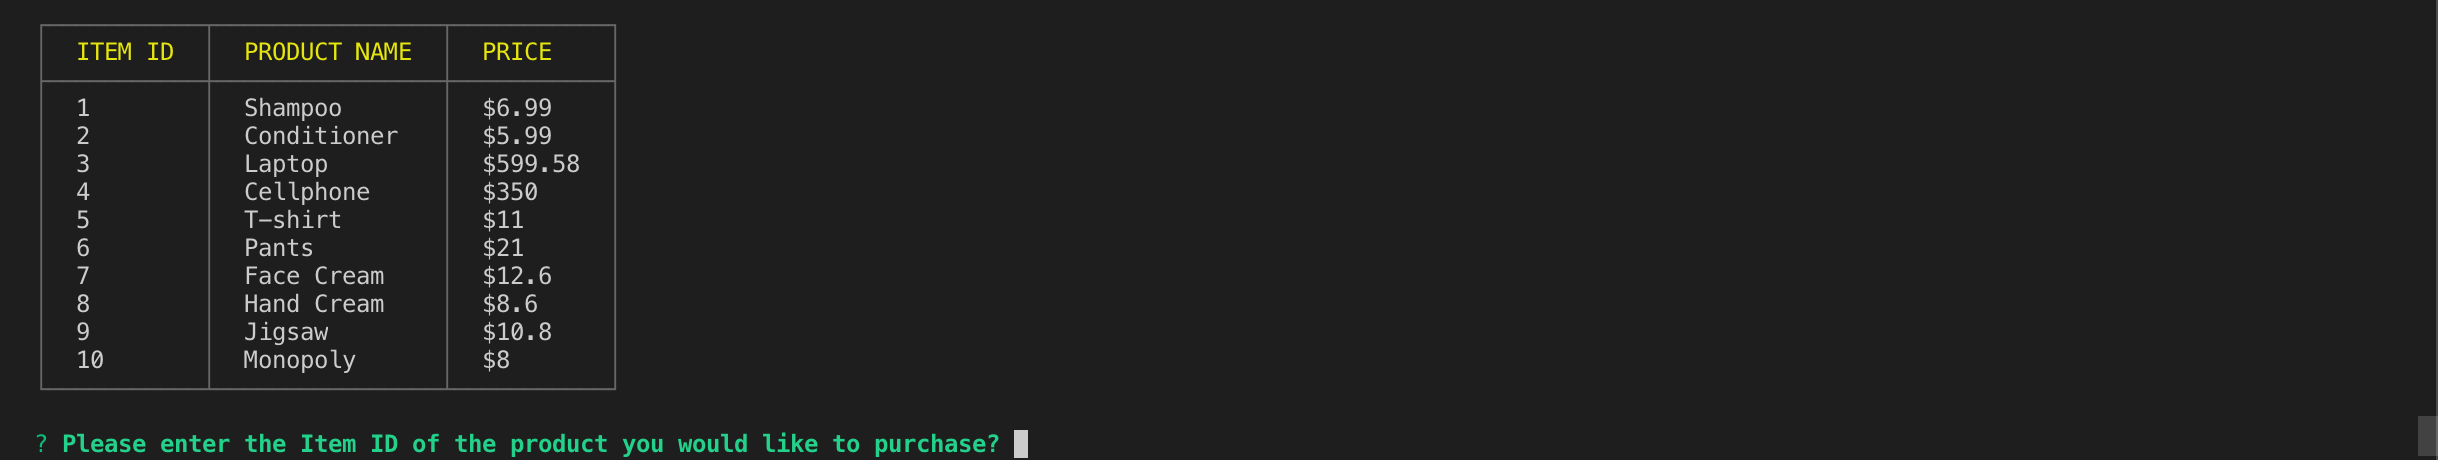 ITEM ID PRODUCT NAME PRICE
1 Shampoo $6.99
2 Conditioner $5.99
3 Laptop $599.58
4 Cellphone $350
5 T-shirt $11
6 Pants $21
7 Face Cream $12.6
8 Hand Cream $8.6
9 Jigsaw $10.8
10 Monopoly $8
? Please enter the Item ID of the product you would like to purchase?